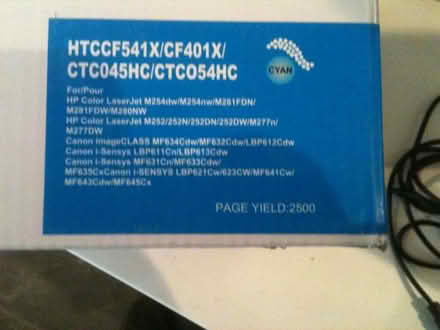 HTCCF541X/CF401X/
CTC045HC/CTCO54HC
CYAN
For/Pour
HP Color LaserJet M254dw/M254nw/M281FDN/
M281FDW/M280NW
HP Color LaserJet M252/252N/252DN/252DW/M277n/
M277DW
Canon imageCLASS MF634Cdw/MF632Cdw/LBP612Cdw
Canon i-Sensys LBP611Cn/LBP613Cdw
Canon i-Sensys MF631Cn/MF633Cdw/
MF635CxCanon i-SENSYS LBP621Cw/623CW/MF641Cw/
MF643Cdw/MF645Cx
PAGE YIELD:2500